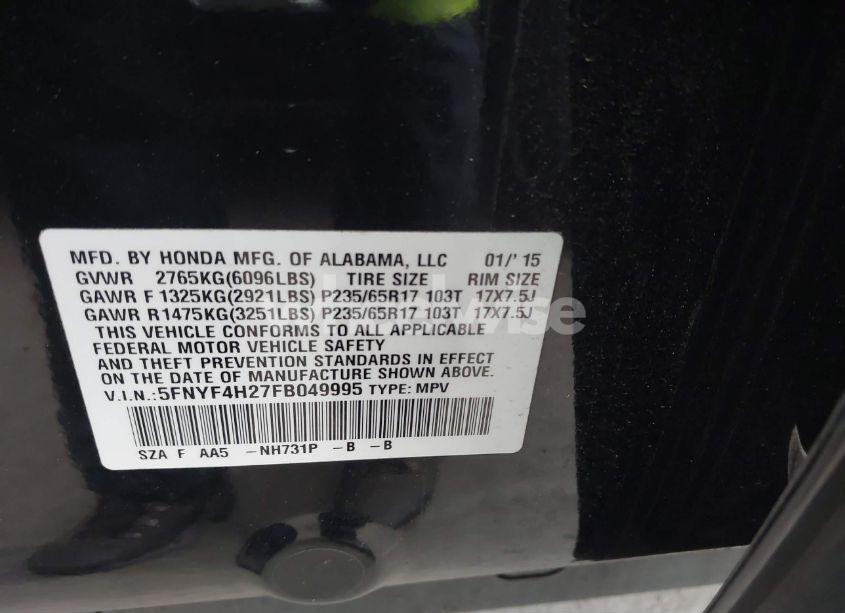 MFD. BY HONDA MFG. OF ALABAMA, LLC 01/'15
GVWR 2765KG(6096LBS) TIRE SIZE RIM SIZE
GAWR F 1325KG(2921LBS) P235/65R17 103T 17X7.5J
GAWR R1475KG(3251LBS) P235/65R17 103T 17X7.5J
THIS VEHICLE CONFORMS TO ALL APPLICABLE
FEDERAL MOTOR VEHICLE SAFETY
AND THEFT PREVENTION STANDARDS IN EFFECT
ON THE DATE OF MANUFACTURE SHOWN ABOVE.
V.I.N.:5FNYF4H27FB049995 TYPE: MPV
SZA F AA5 -NH731P -B -B